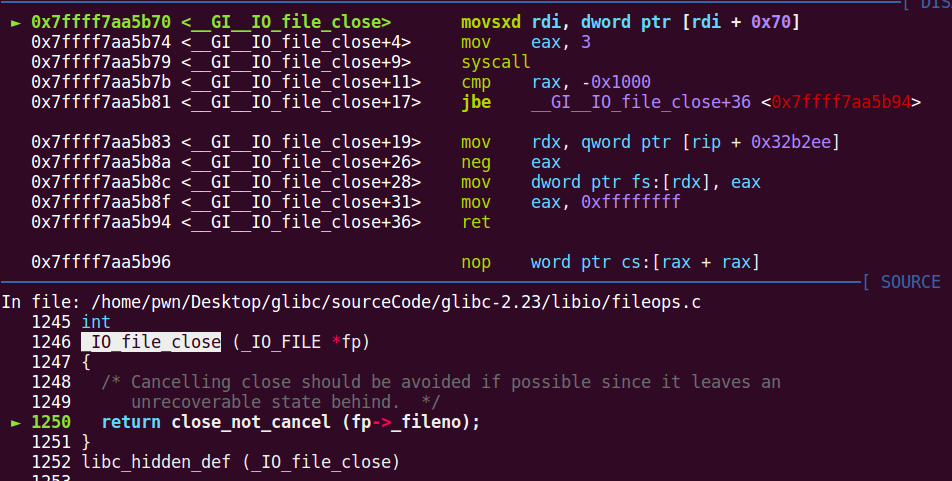 [ DIS
► 0x7ffff7aa5b70 <__GI__IO_file_close> movsxd rdi, dword ptr [rdi + 0x70]
0x7ffff7aa5b74 <__GI__IO_file_close+4> mov eax, 3
0x7ffff7aa5b79 <__GI__IO_file_close+9> syscall
0x7ffff7aa5b7b <__GI__IO_file_close+11> cmp rax, -0x1000
0x7ffff7aa5b81 <__GI__IO_file_close+17> jbe __GI__IO_file_close+36 <0x7ffff7aa5b94>
0x7ffff7aa5b83 <__GI__IO_file_close+19> mov rdx, qword ptr [rip + 0x32b2ee]
0x7ffff7aa5b8a <__GI__IO_file_close+26> neg eax
0x7ffff7aa5b8c <__GI__IO_file_close+28> mov dword ptr fs:[rdx], eax
0x7ffff7aa5b8f <__GI__IO_file_close+31> mov eax, 0xffffffff
0x7ffff7aa5b94 <__GI__IO_file_close+36> ret
0x7ffff7aa5b96 nop word ptr cs:[rax + rax]
[ SOURCE
In file: /home/pwn/Desktop/glibc/sourceCode/glibc-2.23/libio/fileops.c
1245 int
1246 _IO_file_close (_IO_FILE *fp)
1247 {
1248 /* Cancelling close should be avoided if possible since it leaves an
1249 unrecoverable state behind. */
► 1250 return close_not_cancel (fp->_fileno);
1251 }
1252 libc_hidden_def (_IO_file_close)
1253